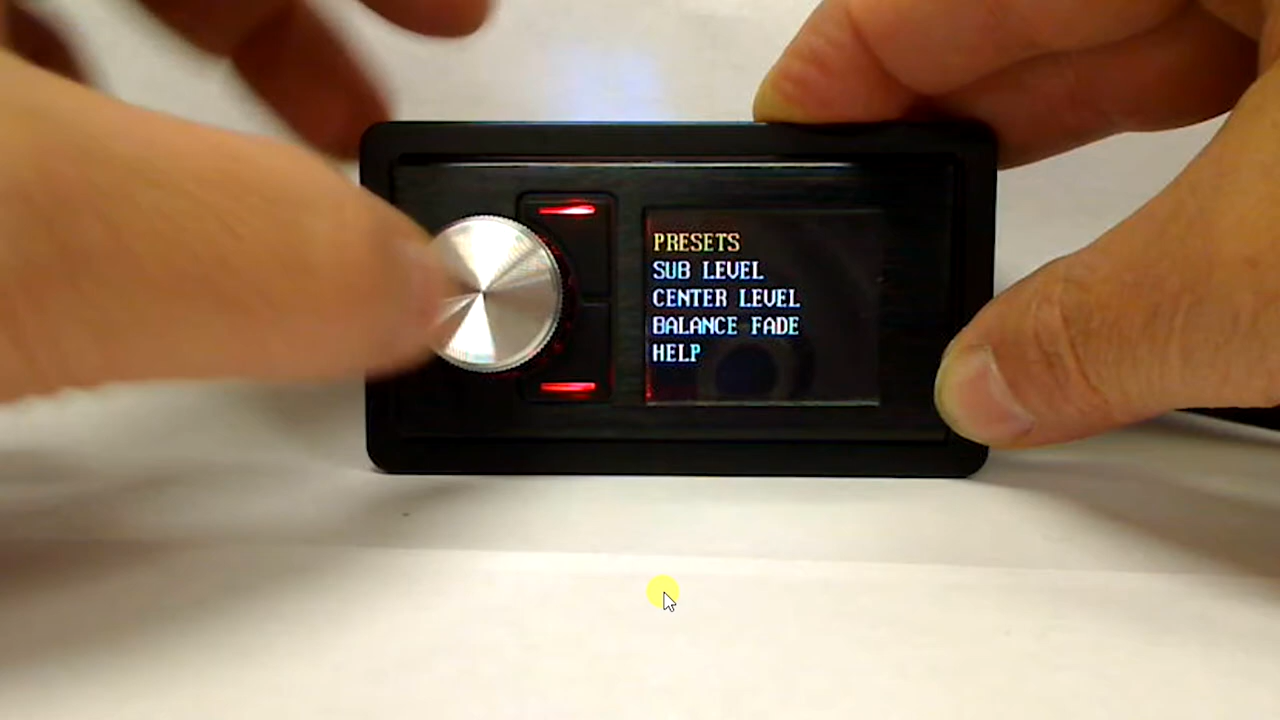 PRESETS
SUB LEVEL
CENTER LEVEL
BALANCE FADE
HELP